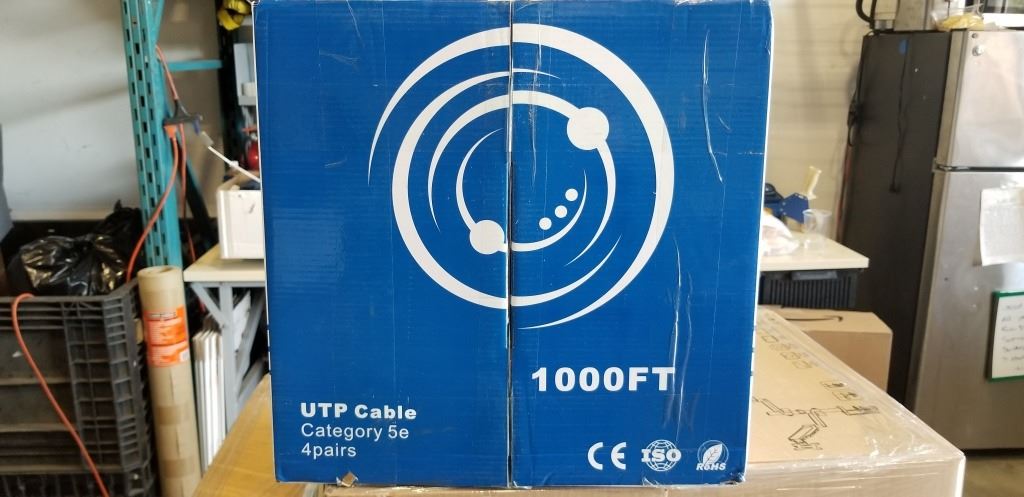 1000FT
UTP Cable
Category 5e
4pairs
CE ISO RoHS